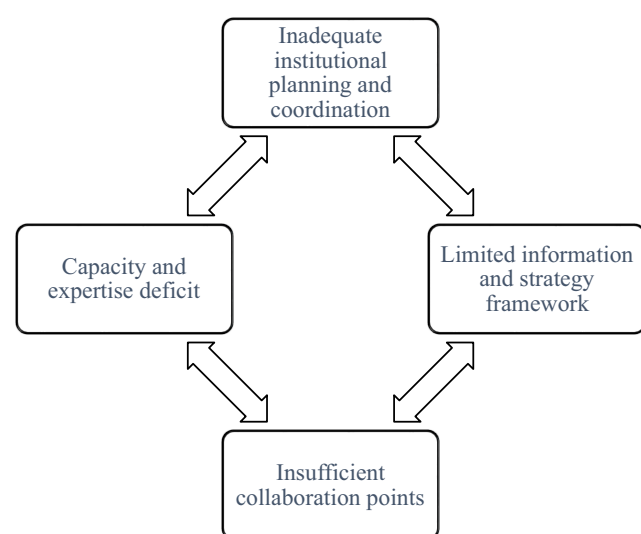 Inadequate
institutional
planning and
coordination
Capacity and
expertise deficit
Limited information
and strategy
framework
Insufficient
collaboration points